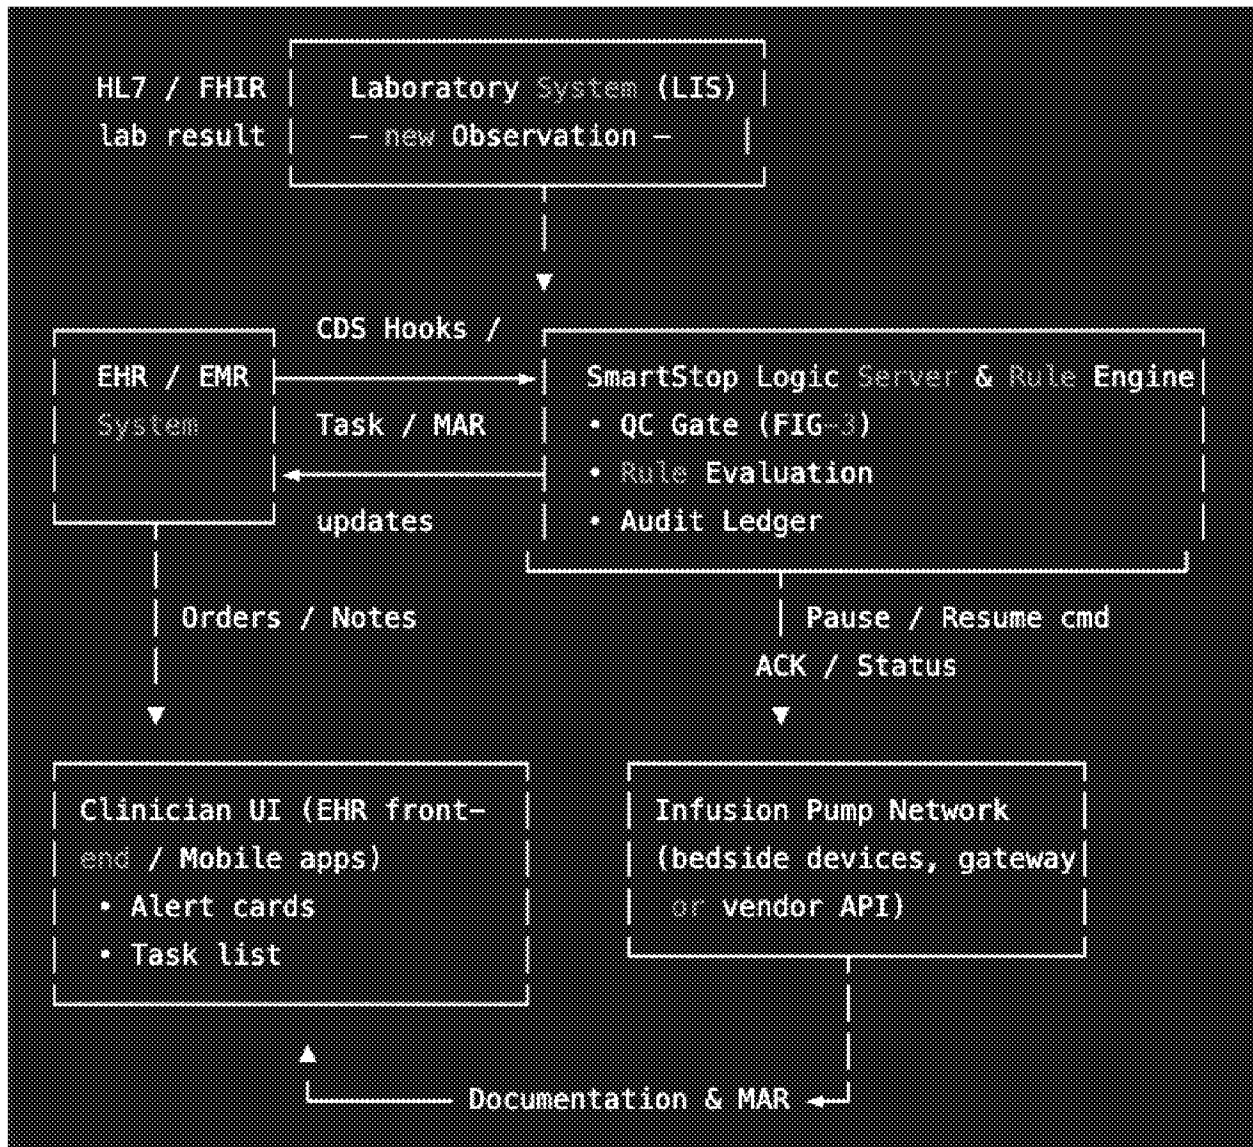 HL7 / FHIR
lab result
Laboratory System (LIS)
– new Observation –
CDS Hooks /
Task / MAR
updates
EHR / EMR
System
SmartStop Logic Server & Rule Engine
• QC Gate (FIG-3)
• Rule Evaluation
• Audit Ledger
Orders / Notes
Pause / Resume cmd
ACK / Status
Clinician UI (EHR front–
end / Mobile apps)
• Alert cards
• Task list
Infusion Pump Network
(bedside devices, gateway
or vendor API)
Documentation & MAR